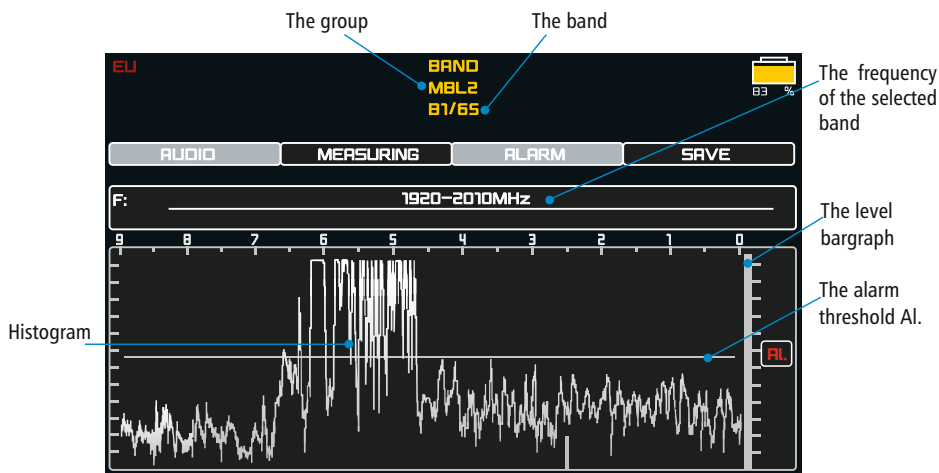 The group
The band
EU
BAND
MBL2
B1/65
83 %
The frequency
of the selected
band
AUDIO
MEASURING
ALARM
SAVE
F:
1920-2010MHz
The level
bargraph
9 8 7 6 5 4 3 2 1 0
The alarm
threshold Al.
Histogram
Al.